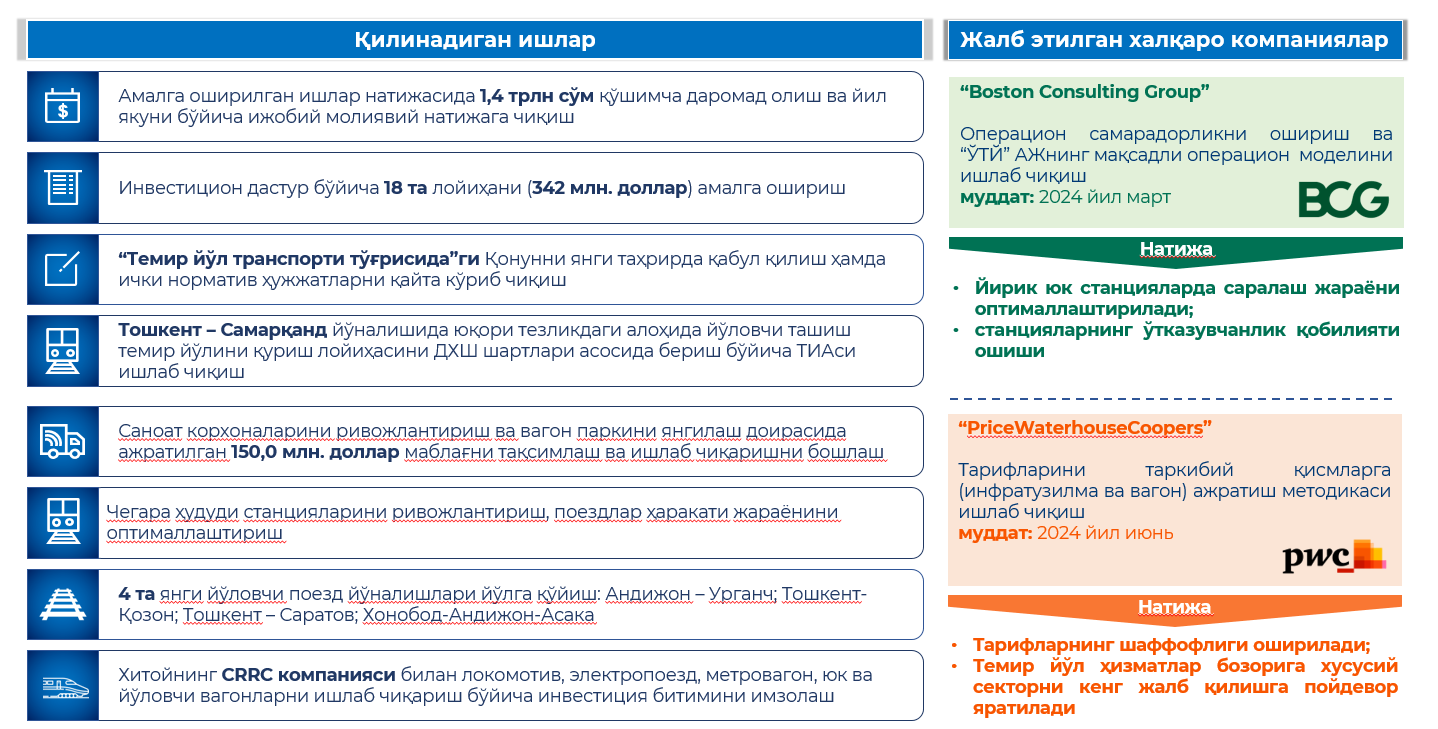 Қилинадиган ишлар
Амалга оширилган ишлар натижасида 1,4 трлн сўм қўшимча даромад олиш ва йил
якуни бўйича ижобий молиявий натижага чиқиш
Инвестицион дастур бўйича 18 та лойиҳани (342 млн. доллар) амалга ошириш
“Темир йўл транспорти тўғрисида”ги Қонунни янги таҳрирда қабул қилиш ҳамда
ички норматив ҳужжатларни қайта кўриб чиқиш
Тошкент – Самарқанд йўналишида юқори тезликдаги алоҳида йўловчи ташиш
темир йўлини қуриш лойиҳасини ДХШ шартлари асосида бериш бўйича ТИАси
ишлаб чиқиш
Саноат корхоналарини ривожлантириш ва вагон паркини янгилаш доирасида
ажратилган 150,0 млн. доллар маблағни тақсимлаш ва ишлаб чиқаришни бошлаш
Чегара ҳудуди станцияларини ривожлантириш, поездлар ҳаракати жараёнини
оптималлаштириш
4 та янги йўловчи поезд йўналишлари йўлга қўйиш: Андижон – Урганч; Тошкент-
Қозон; Тошкент – Саратов; Хонобод-Андижон-Асака
Хитойнинг CRRC компанияси билан локомотив, электропоезд, метровагон, юк ва
йўловчи вагонларни ишлаб чиқариш бўйича инвестиция битимини имзолаш
Жалб этилган халқаро компаниялар
“Boston Consulting Group”
Операцион самарадорликни ошириш ва
“ЎТЙ” АЖнинг мақсадли операцион моделини
ишлаб чиқиш
муддат: 2024 йил март
BCG
Натижа
• Йирик юк станцияларда саралаш жараёни
оптималлаштирилади;
• станцияларнинг ўтказувчанлик қобилияти
ошиши
“PriceWaterhouseCoopers”
Тарифларини таркибий қисмларга
(инфратузилма ва вагон) ажратиш методикаси
ишлаб чиқиш
муддат: 2024 йил июнь
pwc
Натижа
• Тарифларнинг шаффофлиги оширилади;
• Темир йўл ҳизматлар бозорига хусусий
секторни кенг жалб қилишга пойдевор
яратилади